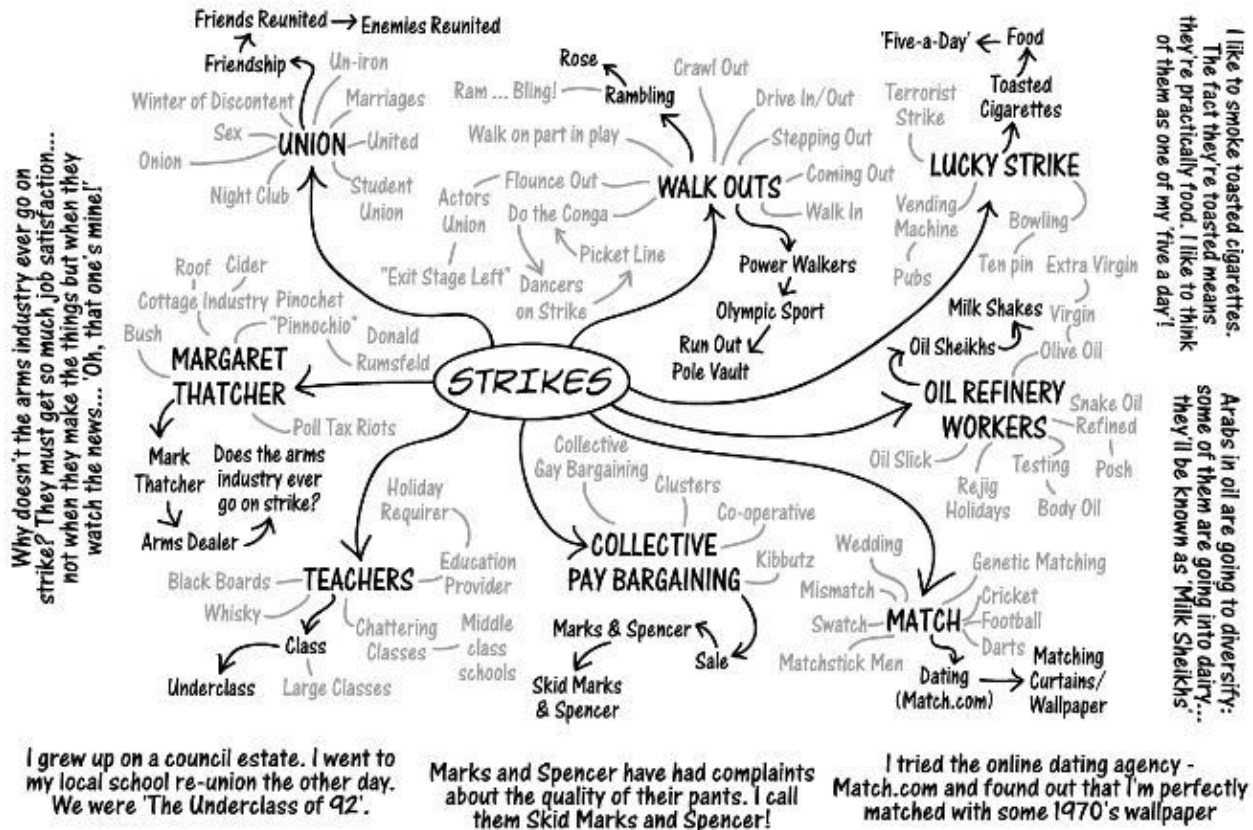 Friends Reunited
Enemies Reunited
Friendship
Un-iron
Winter of Discontent
Marriages
Sex
UNION
United
Onion
Night Club
Student
Union
Rose
Ram ... Bling!
Rambling
Crawl Out
Drive In/Out
Walk on part in play
Stepping Out
Flounce Out
WALK OUTS
Coming Out
Actors
Union
Do the Conga
Walk In
Picket Line
"Exit Stage Left"
Dancers
on Strike
Power Walkers
Olympic Sport
Run Out
Pole Vault
'Five-a-Day'
Food
Toasted
Cigarettes
Terrorist
Strike
LUCKY STRIKE
Vending
Machine
Pubs
Bowling
Ten pin
Extra Virgin
Milk Shakes
Virgin
Oil Sheikhs
Olive Oil
OIL REFINERY
WORKERS
Snake Oil
Refined
Posh
Oil Slick
Testing
Rejig
Holidays
Body Oil
Roof
Cider
Cottage Industry
Pinochet
"Pinnochio"
Bush
Donald
Rumsfeld
MARGARET
THATCHER
STRIKES
Poll Tax Riots
Mark
Thatcher
Does the arms
industry ever
go on strike?
Arms Dealer
Holiday
Requirer
Black Boards
TEACHERS
Education
Provider
Whisky
Class
Chattering
Classes
Middle
class
schools
Underclass
Large Classes
Collective
Gay Bargaining
Clusters
Co-operative
COLLECTIVE
PAY BARGAINING
Kibbutz
Marks & Spencer
Sale
Skid Marks
& Spencer
Wedding
Genetic Matching
Mismatch
Cricket
Swatch
MATCH
Football
Matchstick Men
Darts
Dating
(Match.com)
Matching
Curtains/
Wallpaper
Why doesn't the arms industry ever go on
strike? They must get so much job satisfaction...
not when they make the things but when they
watch the news... 'Oh, that one's mine!'
I like to smoke toasted cigarettes.
The fact they're toasted means
they're practically food. I like to think
of them as one of my 'five a day'!
Arabs in oil are going to diversify:
some of them are going into dairy...
they'll be known as 'Milk Sheikhs'
I grew up on a council estate. I went to
my local school re-union the other day.
We were 'The Underclass of 92'.
Marks and Spencer have had complaints
about the quality of their pants. I call
them Skid Marks and Spencer!
I tried the online dating agency -
Match.com and found out that I'm perfectly
matched with some 1970's wallpaper